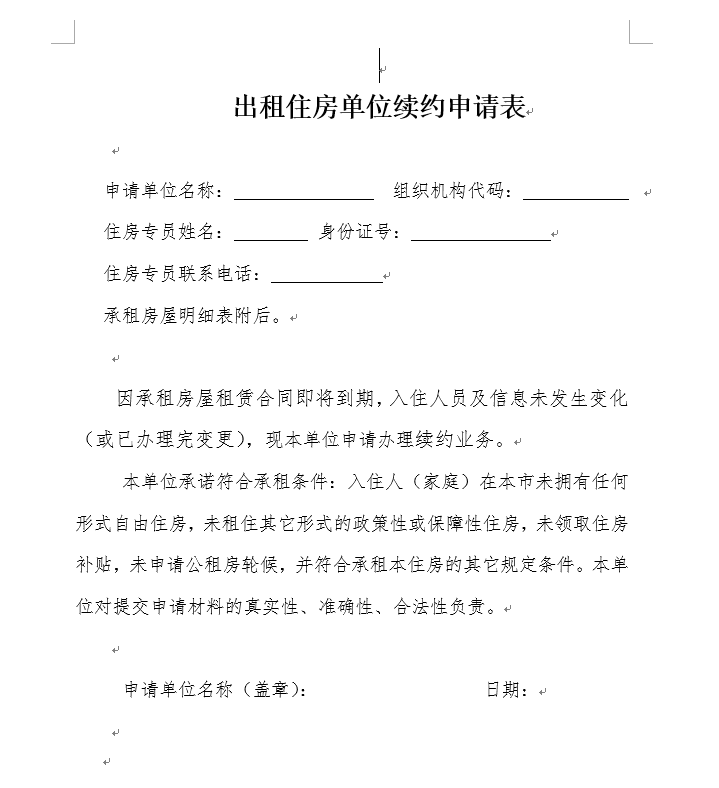 出租住房单位续约申请表
申请单位名称：_______________ 组织机构代码：___________
住房专员姓名：________ 身份证号：_______________
住房专员联系电话：____________
承租房屋明细表附后。
因承租房屋租赁合同即将到期，入住人员及信息未发生变化
（或已办理完变更），现本单位申请办理续约业务。
本单位承诺符合承租条件：入住人（家庭）在本市未拥有任何
形式自由住房，未租住其它形式的政策性或保障性住房，未领取住房
补贴，未申请公租房轮候，并符合承租本住房的其它规定条件。本单
位对提交申请材料的真实性、准确性、合法性负责。
申请单位名称（盖章）： 日期：